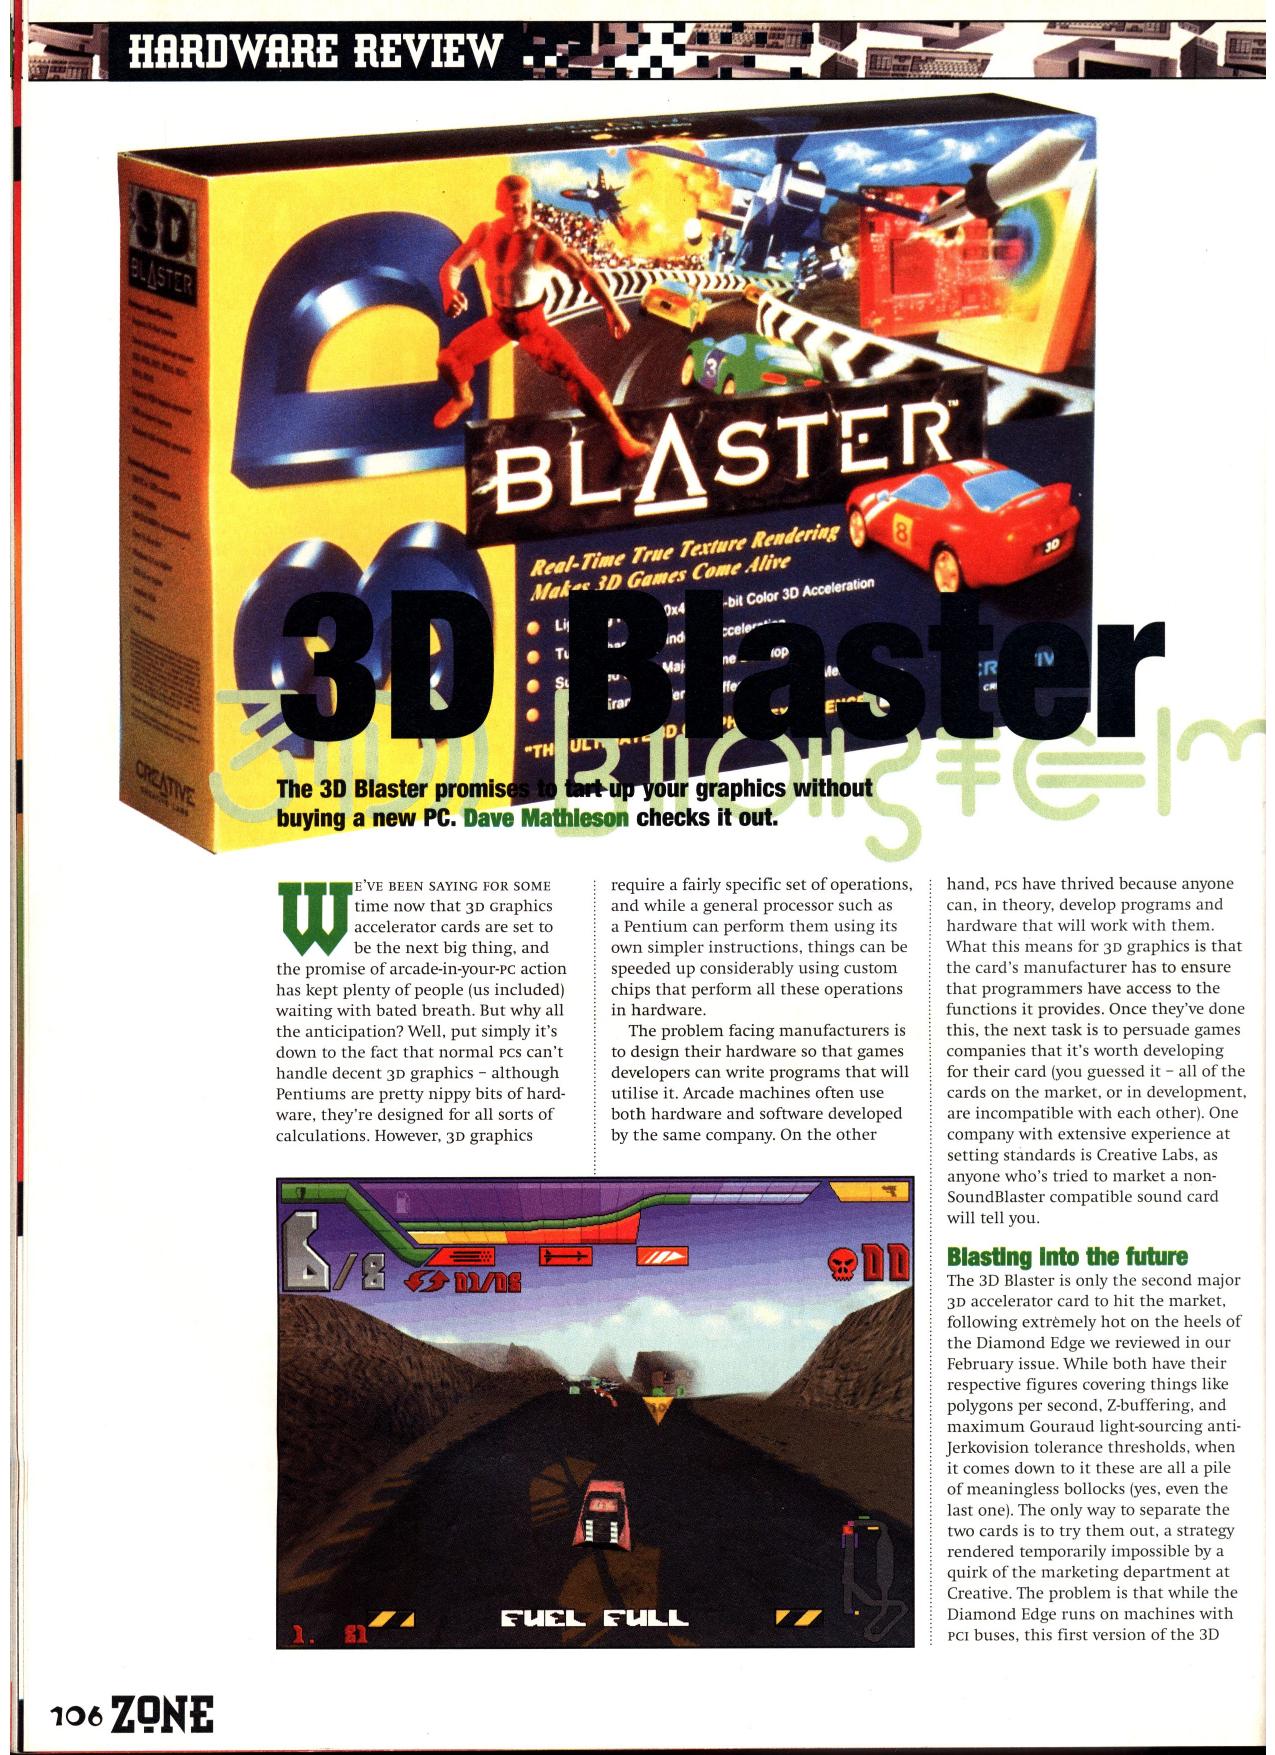 HARDWARE REVIEW
3D
BLASTER
BLASTER™
Real-Time True Texture Rendering
Makes 3D Games Come Alive
-bit Color 3D Acceleration
8
3D
3
CREATIVE
3D Blaster
3D Blaster
The 3D Blaster promises to tart-up your graphics without
buying a new PC. Dave Mathieson checks it out.
WE'VE BEEN SAYING FOR SOME
time now that 3D Graphics
accelerator cards are set to
be the next big thing, and
the promise of arcade-in-your-PC action
has kept plenty of people (us included)
waiting with bated breath. But why all
the anticipation? Well, put simply it's
down to the fact that normal PCs can't
handle decent 3D graphics – although
Pentiums are pretty nippy bits of hard-
ware, they're designed for all sorts of
calculations. However, 3D graphics
require a fairly specific set of operations,
and while a general processor such as
a Pentium can perform them using its
own simpler instructions, things can be
speeded up considerably using custom
chips that perform all these operations
in hardware.
The problem facing manufacturers is
to design their hardware so that games
developers can write programs that will
utilise it. Arcade machines often use
both hardware and software developed
by the same company. On the other
hand, PCs have thrived because anyone
can, in theory, develop programs and
hardware that will work with them.
What this means for 3D graphics is that
the card's manufacturer has to ensure
that programmers have access to the
functions it provides. Once they've done
this, the next task is to persuade games
companies that it's worth developing
for their card (you guessed it – all of the
cards on the market, or in development,
are incompatible with each other). One
company with extensive experience at
setting standards is Creative Labs, as
anyone who's tried to market a non-
SoundBlaster compatible sound card
will tell you.
Blasting into the future
The 3D Blaster is only the second major
3D accelerator card to hit the market,
following extremely hot on the heels of
the Diamond Edge we reviewed in our
February issue. While both have their
respective figures covering things like
polygons per second, Z-buffering, and
maximum Gouraud light-sourcing anti-
Jerkovision tolerance thresholds, when
it comes down to it these are all a pile
of meaningless bollocks (yes, even the
last one). The only way to separate the
two cards is to try them out, a strategy
rendered temporarily impossible by a
quirk of the marketing department at
Creative. The problem is that while the
Diamond Edge runs on machines with
PCI buses, this first version of the 3D
6/8
01/08
00
FUEL FULL
106 ZONE